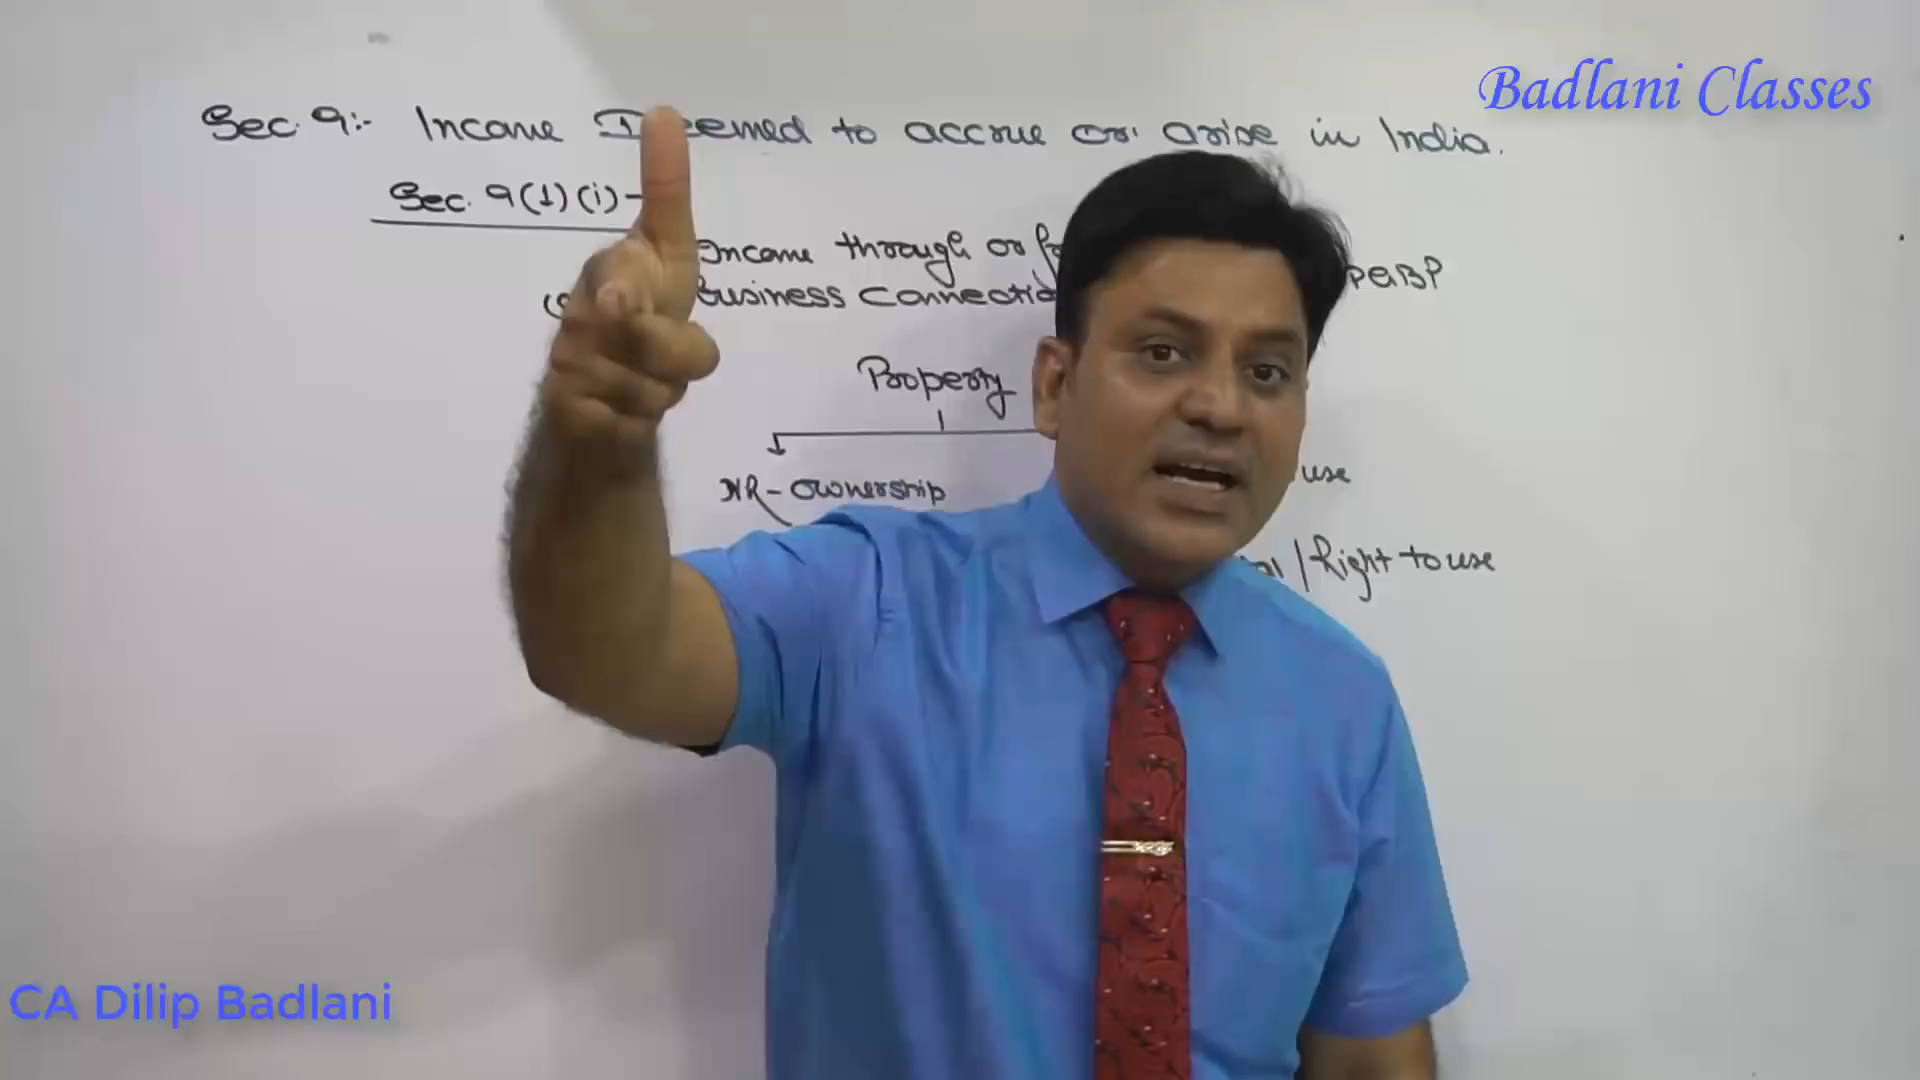 Badlani Classes
Sec. 9:- Income Deemed to accrue or arise in India.
Sec. 9(1)(i)-
Income through or
Business Connection PGBP
Property
NR- Ownership use
/Right to use
CA Dilip Badlani